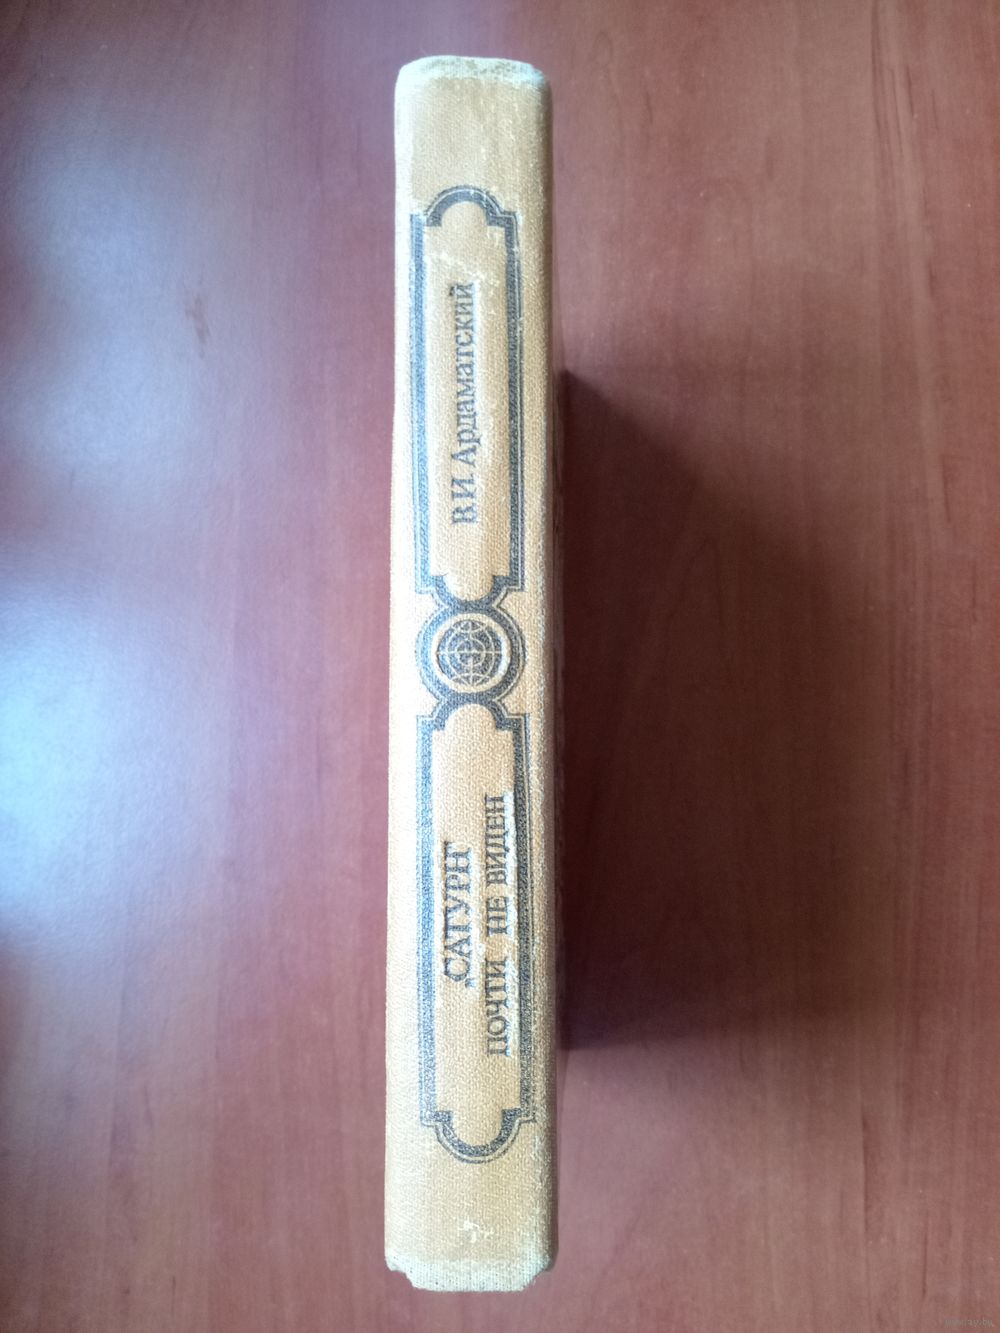 В. И. Ардаматский
„САТУРН"
ПОЧТИ НЕ ВИДЕН